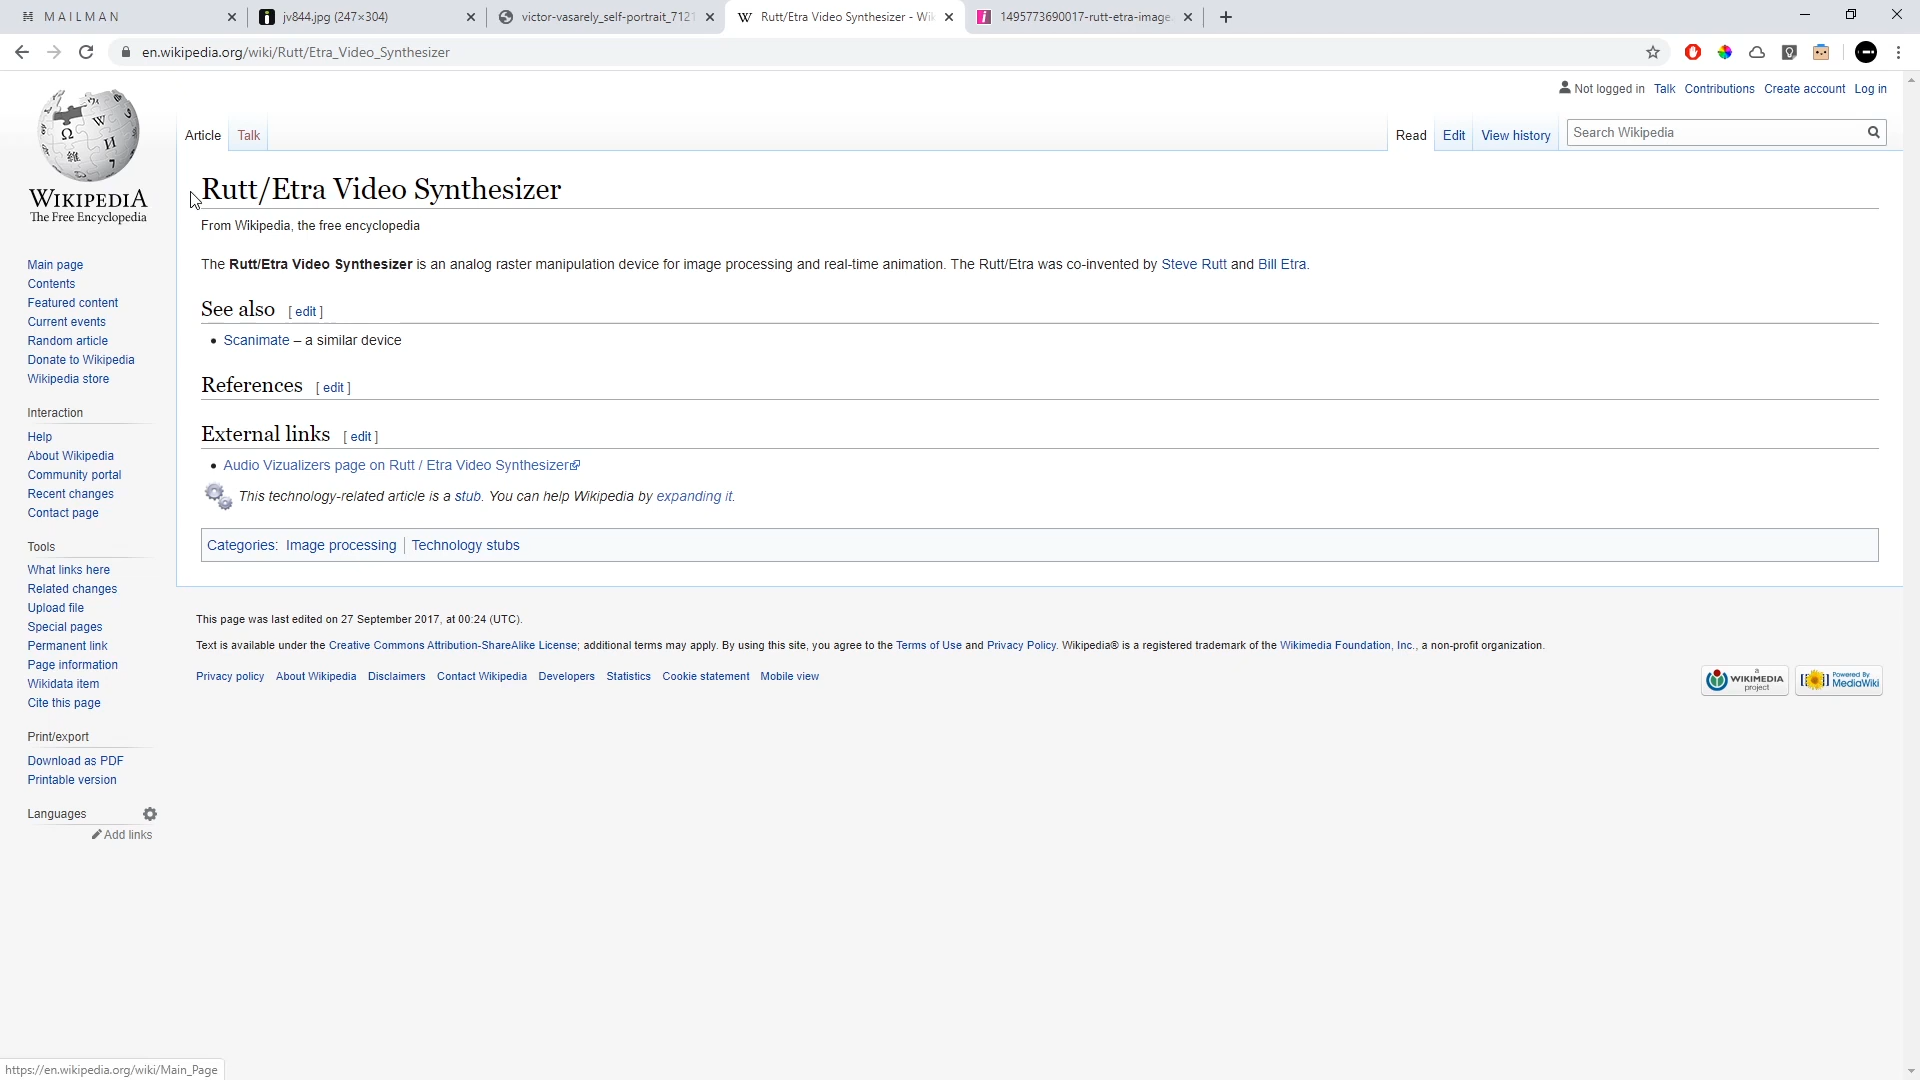 MAILMAN
jv844.jpg (247×304)
victor-vasarely_self-portrait_7121
Rutt/Etra Video Synthesizer - Wik
1495773690017-rutt-etra-image.
en.wikipedia.org/wiki/Rutt/Etra_Video_Synthesizer
Not logged in Talk Contributions Create account Log in
Article Talk
Read Edit View history Search Wikipedia
WIKIPEDIA
The Free Encyclopedia
Rutt/Etra Video Synthesizer
From Wikipedia, the free encyclopedia
The Rutt/Etra Video Synthesizer is an analog raster manipulation device for image processing and real-time animation. The Rutt/Etra was co-invented by Steve Rutt and Bill Etra.
See also [ edit ]
• Scanimate – a similar device
References [ edit ]
External links [ edit ]
• Audio Vizualizers page on Rutt / Etra Video Synthesizer
This technology-related article is a stub. You can help Wikipedia by expanding it.
Categories: Image processing | Technology stubs
Main page
Contents
Featured content
Current events
Random article
Donate to Wikipedia
Wikipedia store
Interaction
Help
About Wikipedia
Community portal
Recent changes
Contact page
Tools
What links here
Related changes
Upload file
Special pages
Permanent link
Page information
Wikidata item
Cite this page
Print/export
Download as PDF
Printable version
Languages
Add links
This page was last edited on 27 September 2017, at 00:24 (UTC).
Text is available under the Creative Commons Attribution-ShareAlike License; additional terms may apply. By using this site, you agree to the Terms of Use and Privacy Policy. Wikipedia® is a registered trademark of the Wikimedia Foundation, Inc., a non-profit organization.
Privacy policy About Wikipedia Disclaimers Contact Wikipedia Developers Statistics Cookie statement Mobile view
a
WIKIMEDIA
project
Powered By
MediaWiki
https://en.wikipedia.org/wiki/Main_Page